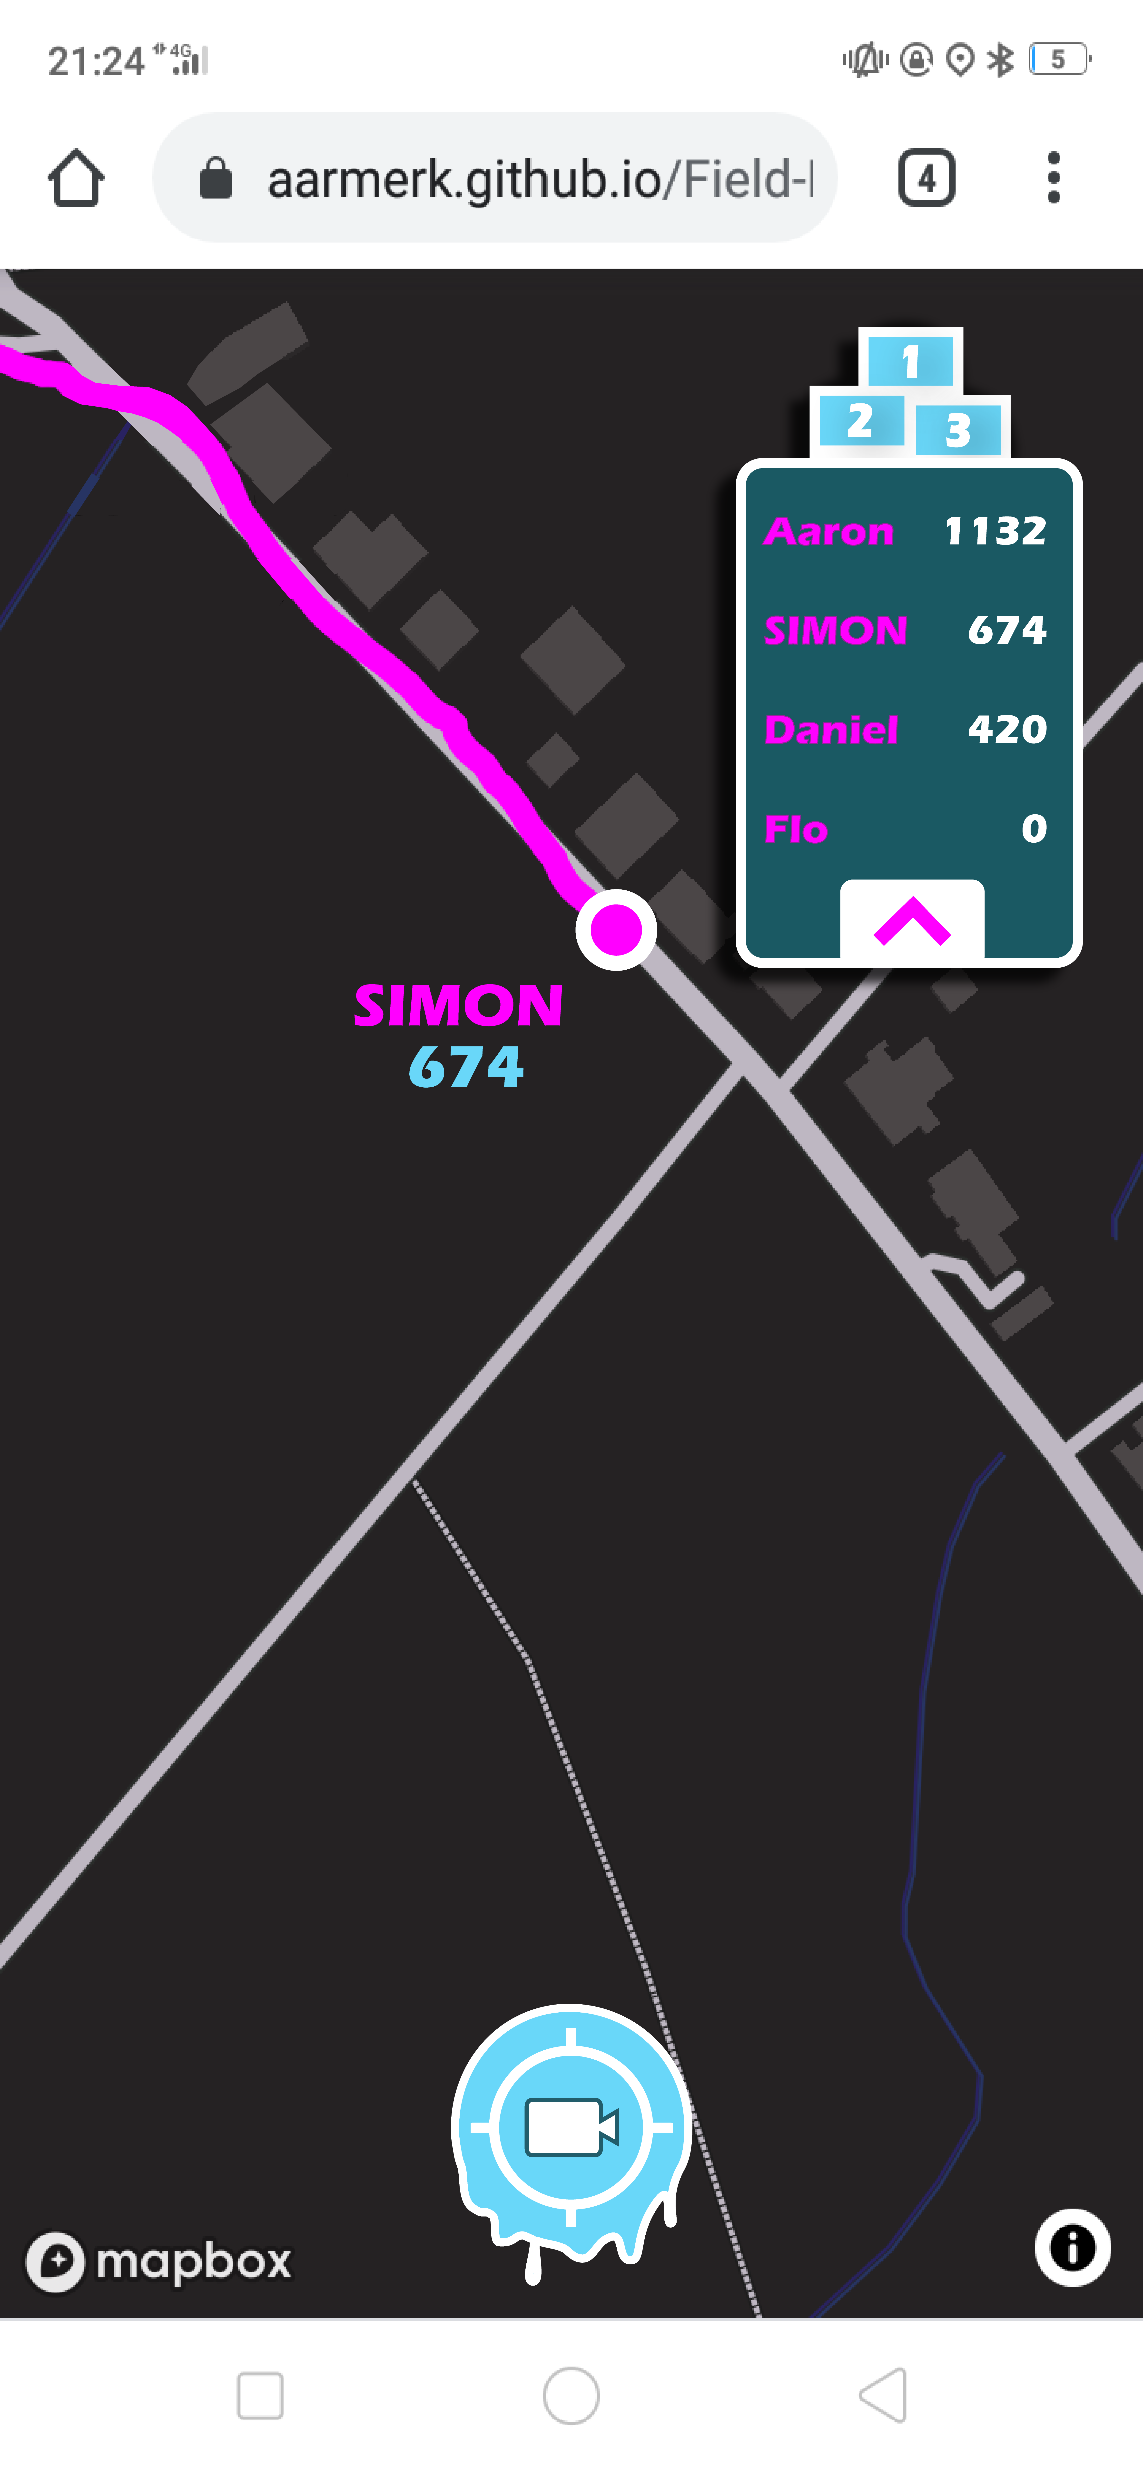 21:24 4G 5
aarmerk.github.io/Field- 4
1
2 3
Aaron 1132
SIMON 674
Daniel 420
Flo 0
SIMON
674
mapbox